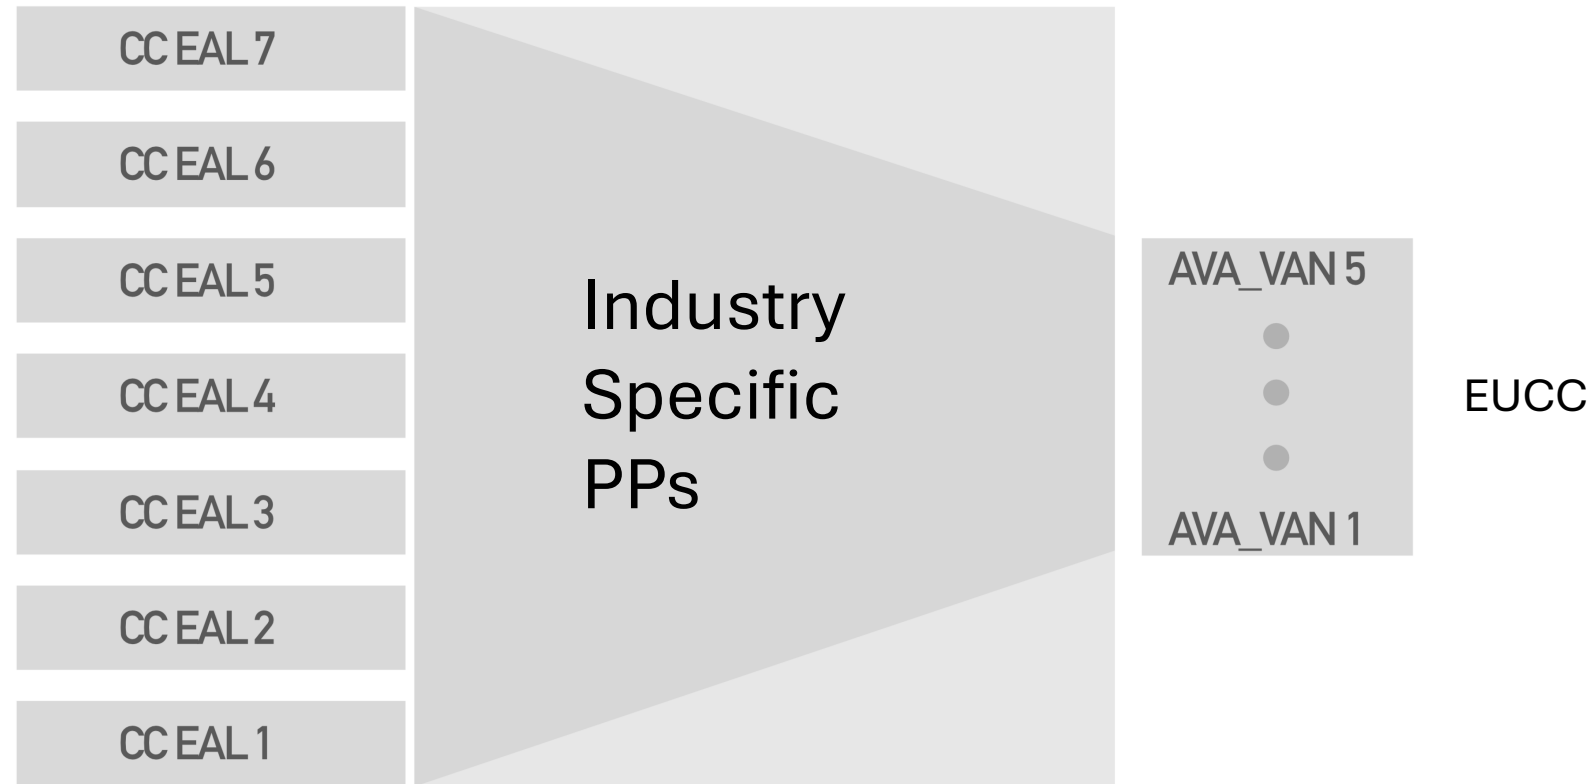 CC EAL 7
CC EAL 6
CC EAL 5
CC EAL 4
CC EAL 3
CC EAL 2
CC EAL 1
Industry
Specific
PPs
AVA_VAN 5
AVA_VAN 1
EUCC